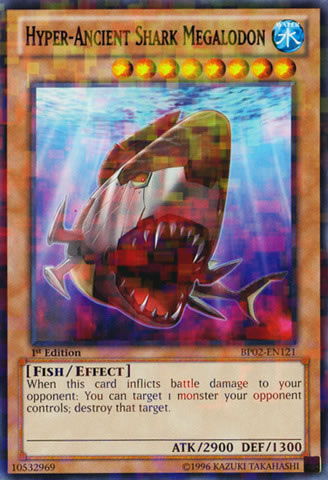 HYPER-ANCIENT SHARK MEGALODON
水
1st Edition
BP02-EN121
[FISH/EFFECT]
When this card inflicts battle damage to your
opponent: You can target 1 monster your opponent
controls; destroy that target.
ATK/2900 DEF/1300
10532969
©1996 KAZUKI TAKAHASHI